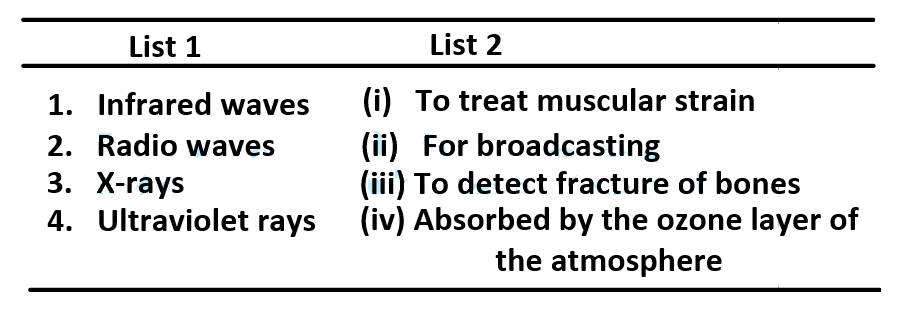 List 1 List 2
1. Infrared waves (i) To treat muscular strain
2. Radio waves (ii) For broadcasting
3. X-rays (iii) To detect fracture of bones
4. Ultraviolet rays (iv) Absorbed by the ozone layer of
the atmosphere